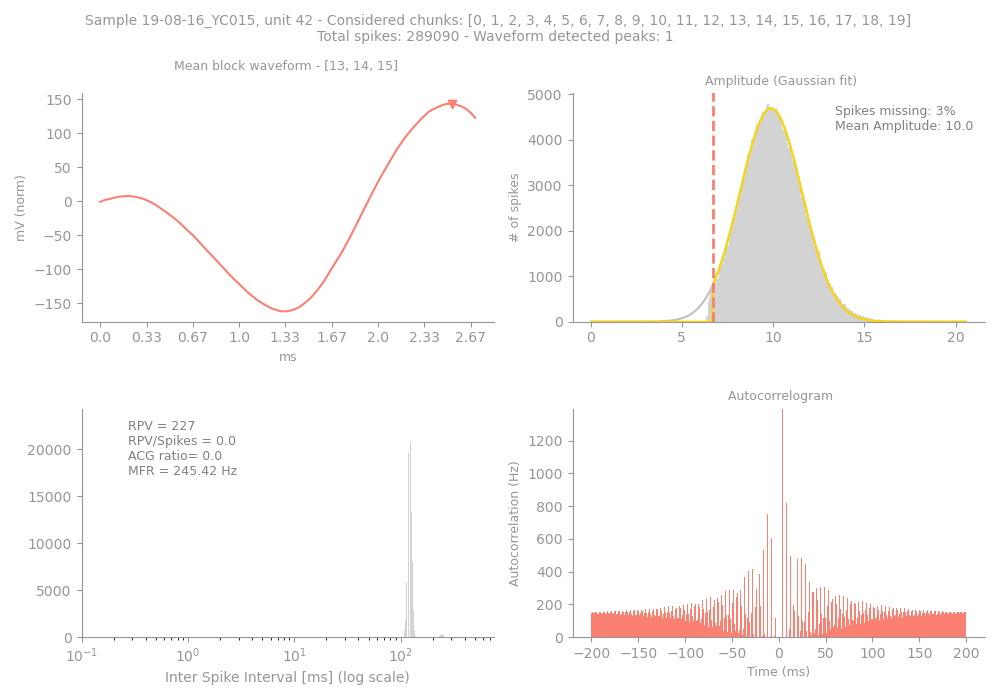 Sample 19-08-16_YC015, unit 42 - Considered chunks: [0, 1, 2, 3, 4, 5, 6, 7, 8, 9, 10, 11, 12, 13, 14, 15, 16, 17, 18, 19]
Total spikes: 289090 - Waveform detected peaks: 1
Mean block waveform - [13, 14, 15]
150
100
50
0
−50
−100
−150
mV (norm)
0.0 0.33 0.67 1.0 1.33 1.67 2.0 2.33 2.67
ms
Amplitude (Gaussian fit)
Spikes missing: 3%
Mean Amplitude: 10.0
5000
4000
3000
2000
1000
0
# of spikes
0 5 10 15 20
RPV = 227
RPV/Spikes = 0.0
ACG ratio= 0.0
MFR = 245.42 Hz
20000
15000
10000
5000
0
10⁻¹ 10⁰ 10¹ 10²
Inter Spike Interval [ms] (log scale)
Autocorrelogram
1200
1000
800
600
400
200
0
Autocorrelation (Hz)
−200 −150 −100 −50 0 50 100 150 200
Time (ms)